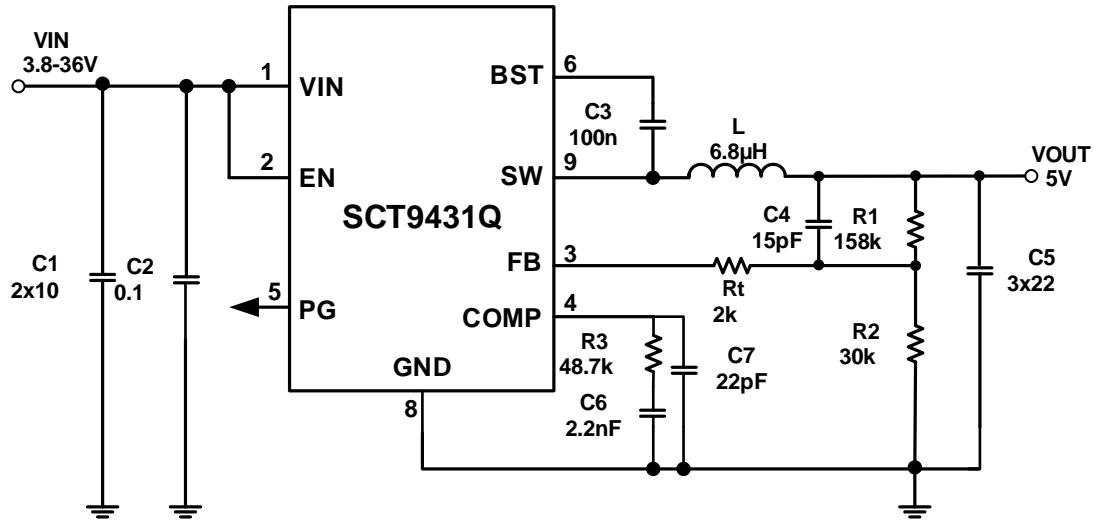 VIN
3.8-36V
1
VIN
2
EN
SCT9431Q
BST
6
C3
100n
SW
9
L
6.8µH
VOUT
5V
C4
15pF
R1
158k
FB
3
Rt
2k
C5
3x22
C1
2x10
C2
0.1
5
PG
COMP
4
R3
48.7k
C7
22pF
R2
30k
GND
8
C6
2.2nF